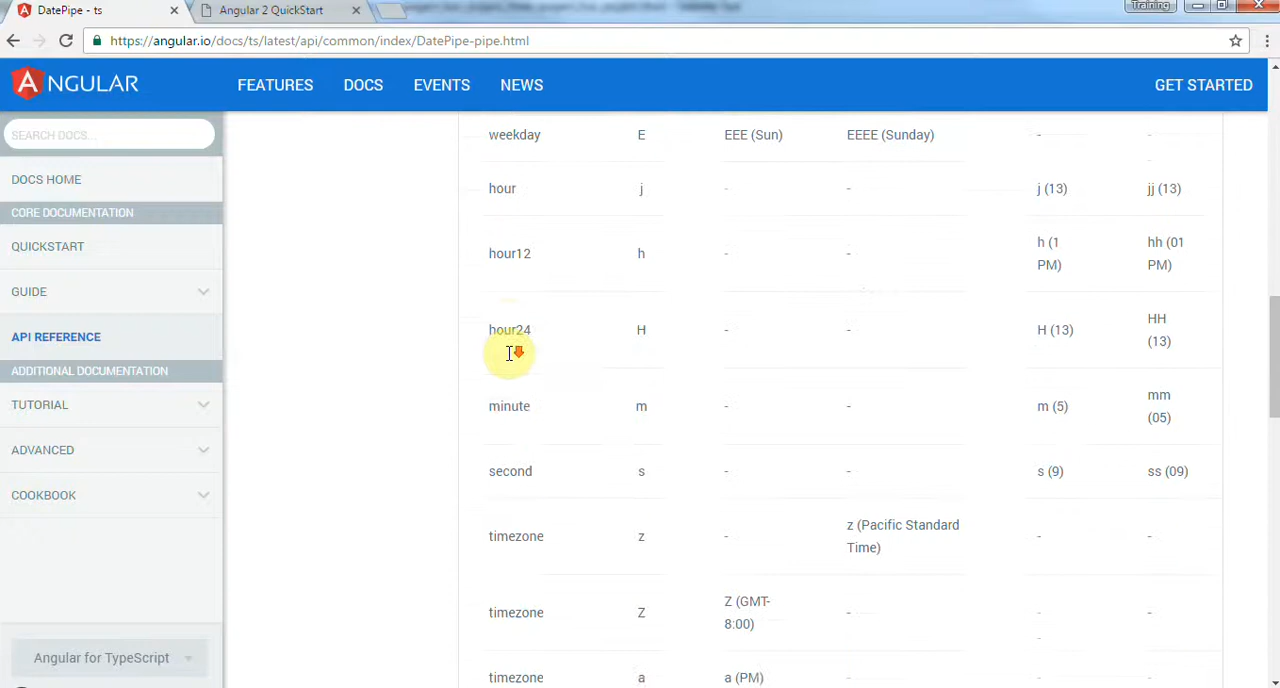 DatePipe - ts
Angular 2 QuickStart
Training
https://angular.io/docs/ts/latest/api/common/index/DatePipe-pipe.html
ANGULAR
FEATURES
DOCS
EVENTS
NEWS
GET STARTED
SEARCH DOCS...
DOCS HOME
CORE DOCUMENTATION
QUICKSTART
GUIDE
API REFERENCE
ADDITIONAL DOCUMENTATION
TUTORIAL
ADVANCED
COOKBOOK
Angular for TypeScript
weekday E EEE (Sun) EEEE (Sunday) - -
hour j - - j (13) jj (13)
hour12 h - - h (1 hh (01
PM) PM)
hour24 H - - H (13) HH
(13)
minute m - - m (5) mm
(05)
second s - - s (9) ss (09)
timezone z - z (Pacific Standard - -
Time)
timezone Z Z (GMT- - - -
8:00)
timezone a a (PM) - - -